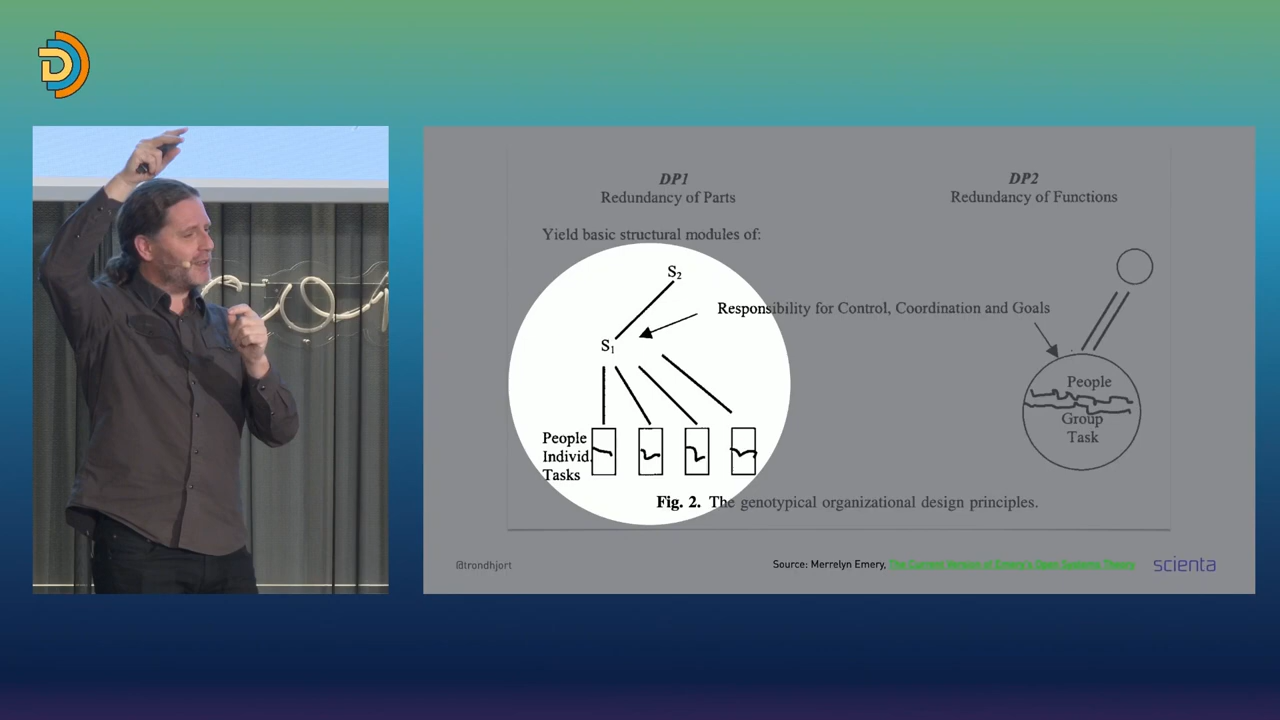 D
DP1
Redundancy of Parts
DP2
Redundancy of Functions
Yield basic structural modules of:
S2
Responsibility for Control, Coordination and Goals
S1
People
Individ.
Tasks
People
Group
Task
Fig. 2. The genotypical organizational design principles.
@trondhjort
Source: Merrelyn Emery, The Current Version of Emery's Open Systems Theory
scienta